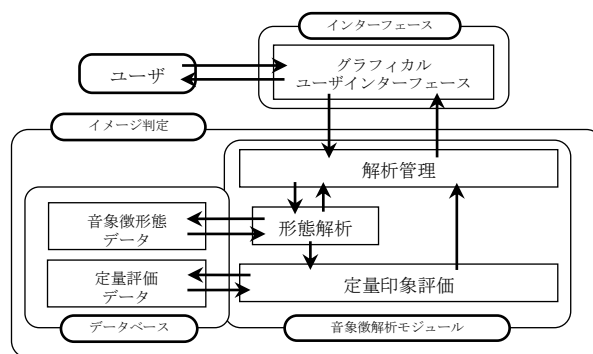 インターフェース
ユーザ
グラフィカル
ユーザインターフェース
イメージ判定
解析管理
音象徴形態
データ
形態解析
定量評価
データ
定量印象評価
データベース
音象徴解析モジュール